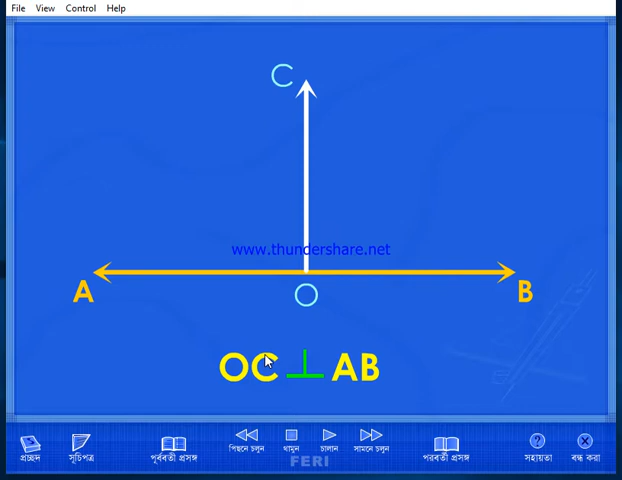 File View Control Help
C
www.thundershare.net
A B
O
OC ⊥ AB
প্রচ্ছদ সূচিপত্র পূর্ববর্তী প্রসঙ্গ পিছনে চলুন থামুন চালান সামনে চলুন পরবর্তী প্রসঙ্গ সহায়তা বন্ধ করা
FERI